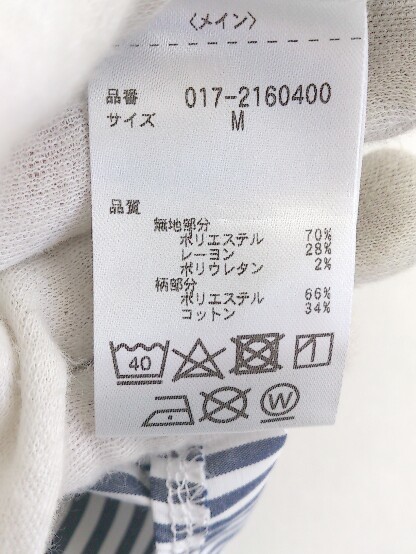 〈メイン〉
品番 017-2160400
サイズ M
品質
無地部分
ポリエステル 70%
レーヨン 28%
ポリウレタン 2%
柄部分
ポリエステル 66%
コットン 34%
40
W